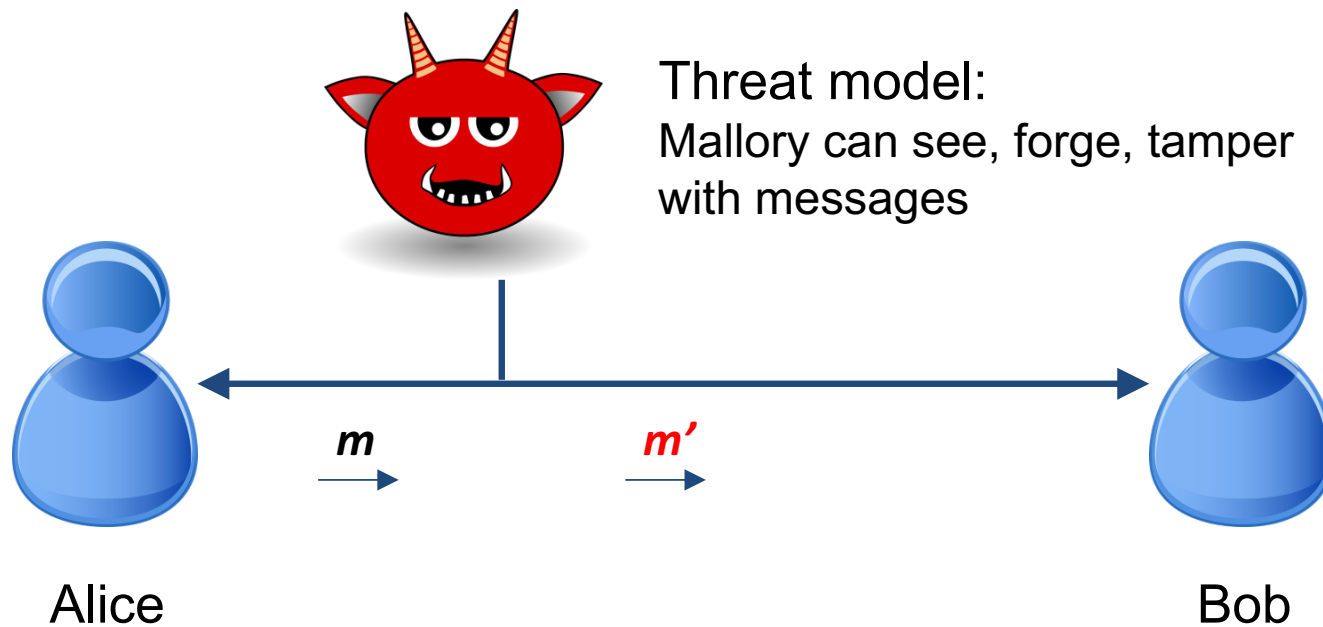 Threat model:
Mallory can see, forge, tamper
with messages
m
m′
Alice
Bob